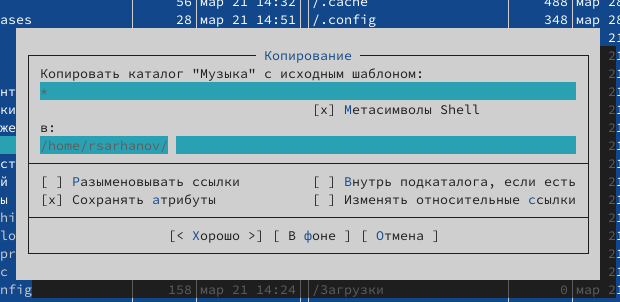 56 мар 21 14:32 /.cache 488 мар 28
ases 28 мар 21 14:51 /.config 348 мар 28
Копирование
Копировать каталог "Музыка" с исходным шаблоном:
*
[x] Метасимволы Shell
в:
/home/rsarhanov/
[ ] Разыменовывать ссылки [ ] Внутрь подкаталога, если есть
[x] Сохранять атрибуты [ ] Изменять относительные ссылки
[< Хорошо >] [ В фоне ] [ Отмена ]
nfig 158 мар 21 14:24 /Загрузки 0 мар 2